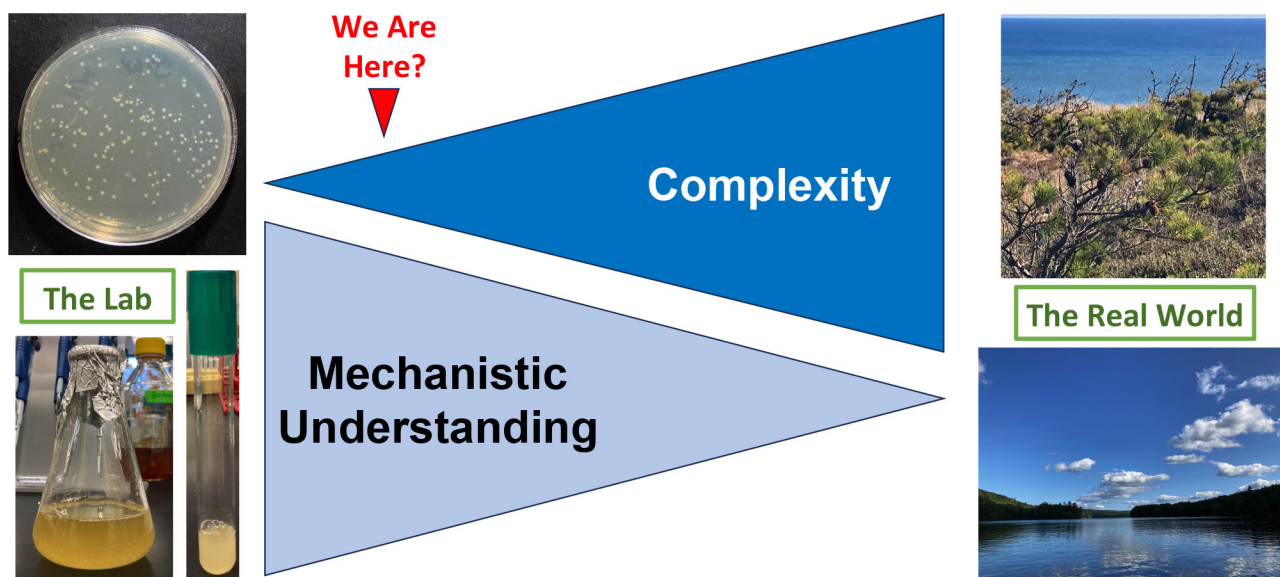 We Are
Here?
Complexity
The Lab
The Real World
Mechanistic
Understanding